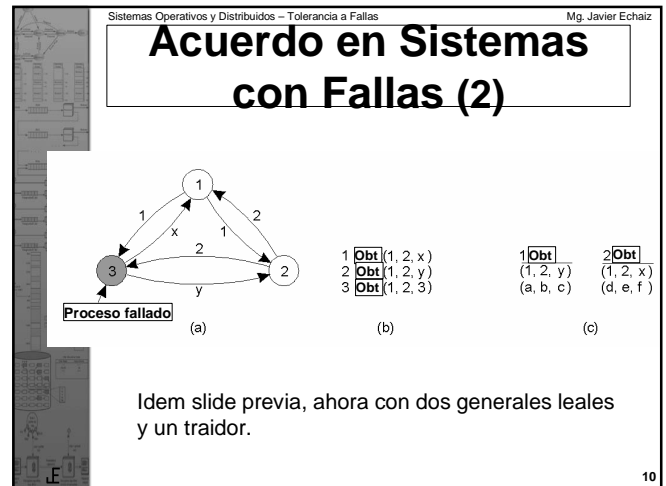 Sistemas Operativos y Distribuidos – Tolerancia a Fallas Mg. Javier Echaiz
Acuerdo en Sistemas
con Fallas (2)
1
1
x
1
2
2
3
2
y
Proceso fallado
(a)
1 Obt (1, 2, x )
2 Obt (1, 2, y )
3 Obt (1, 2, 3 )
(b)
1 Obt
(1, 2, y )
(a, b, c )
2 Obt
(1, 2, x )
(d, e, f )
(c)
Idem slide previa, ahora con dos generales leales
y un traidor.
JE
10